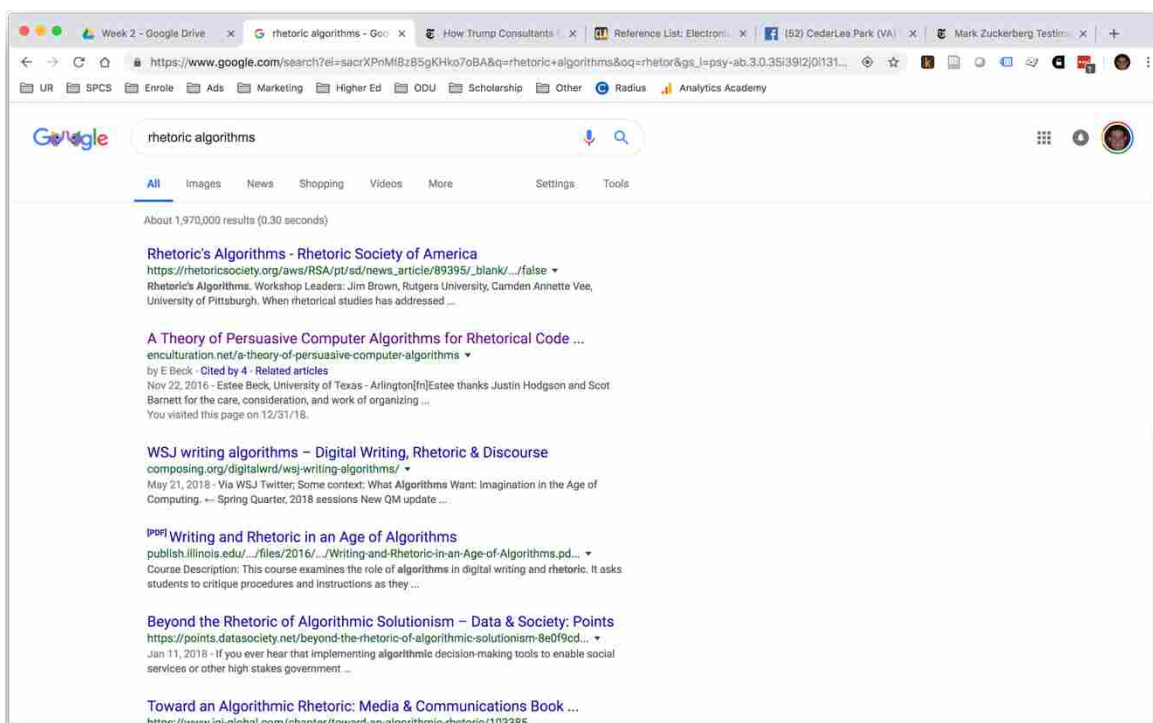 Week 2 - Google Drive
rhetoric algorithms - Goo
How Trump Consultants
Reference List: Electroni
(52) CedarLea Park (VA)
Mark Zuckerberg Testim
https://www.google.com/search?ei=sacrXPnMI8zB5gKHko7oBA&q=rhetoric+algorithms&oq=rhetor&gs_l=psy-ab.3.0.35i39l2j0l131...
UR SPCS Enrole Ads Marketing Higher Ed ODU Scholarship Other Radius Analytics Academy
Google
rhetoric algorithms
All Images News Shopping Videos More Settings Tools
About 1,970,000 results (0.30 seconds)
Rhetoric's Algorithms - Rhetoric Society of America
https://rhetoricsociety.org/aws/RSA/pt/sd/news_article/89395/_blank/.../false
Rhetoric's Algorithms. Workshop Leaders: Jim Brown, Rutgers University, Camden Annette Vee,
University of Pittsburgh. When rhetorical studies has addressed ...
A Theory of Persuasive Computer Algorithms for Rhetorical Code ...
enculturation.net/a-theory-of-persuasive-computer-algorithms
by E Beck - Cited by 4 - Related articles
Nov 22, 2016 - Estee Beck, University of Texas - Arlington[fn]Estee thanks Justin Hodgson and Scot
Barnett for the care, consideration, and work of organizing ...
You visited this page on 12/31/18.
WSJ writing algorithms – Digital Writing, Rhetoric & Discourse
composing.org/digitalwrd/wsj-writing-algorithms/
May 21, 2018 - Via WSJ Twitter; Some context: What Algorithms Want: Imagination in the Age of
Computing. ← Spring Quarter, 2018 sessions New QM update ...
[PDF] Writing and Rhetoric in an Age of Algorithms
publish.illinois.edu/.../files/2016/.../Writing-and-Rhetoric-in-an-Age-of-Algorithms.pd...
Course Description: This course examines the role of algorithms in digital writing and rhetoric. It asks
students to critique procedures and instructions as they ...
Beyond the Rhetoric of Algorithmic Solutionism – Data & Society: Points
https://points.datasociety.net/beyond-the-rhetoric-of-algorithmic-solutionism-8e0f9cd...
Jan 11, 2018 - If you ever hear that implementing algorithmic decision-making tools to enable social
services or other high stakes government ...
Toward an Algorithmic Rhetoric: Media & Communications Book ...
https://www.igi-global.com/chapter/toward-an-algorithmic-rhetoric/103385